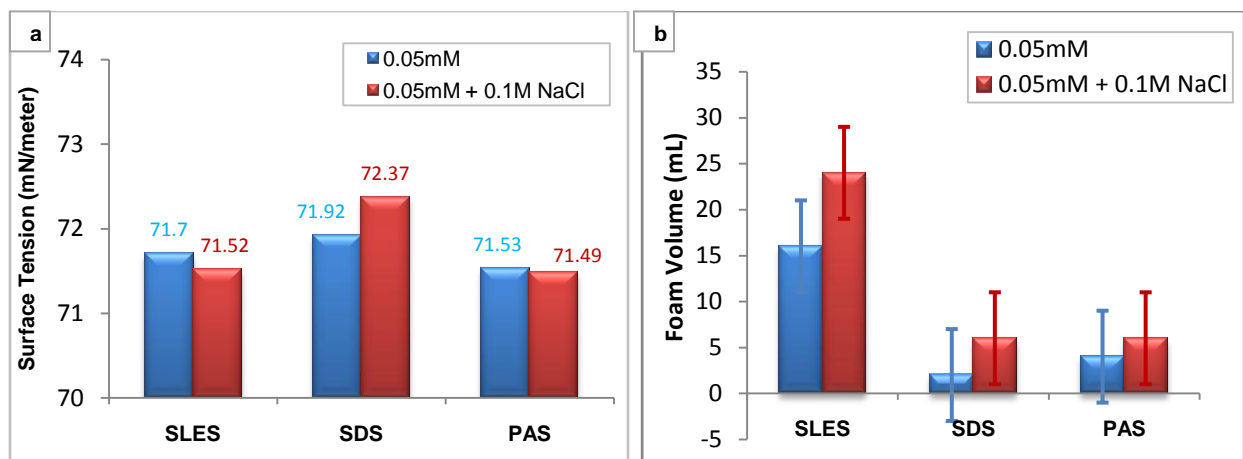 a
0.05mM
0.05mM + 0.1M NaCl
Surface Tension (mN/meter)
74
73
72
71
70
71.7
71.52
71.92
72.37
71.53
71.49
SLES
SDS
PAS
b
0.05mM
0.05mM + 0.1M NaCl
Foam Volume (mL)
35
30
25
20
15
10
5
0
-5
SLES
SDS
PAS